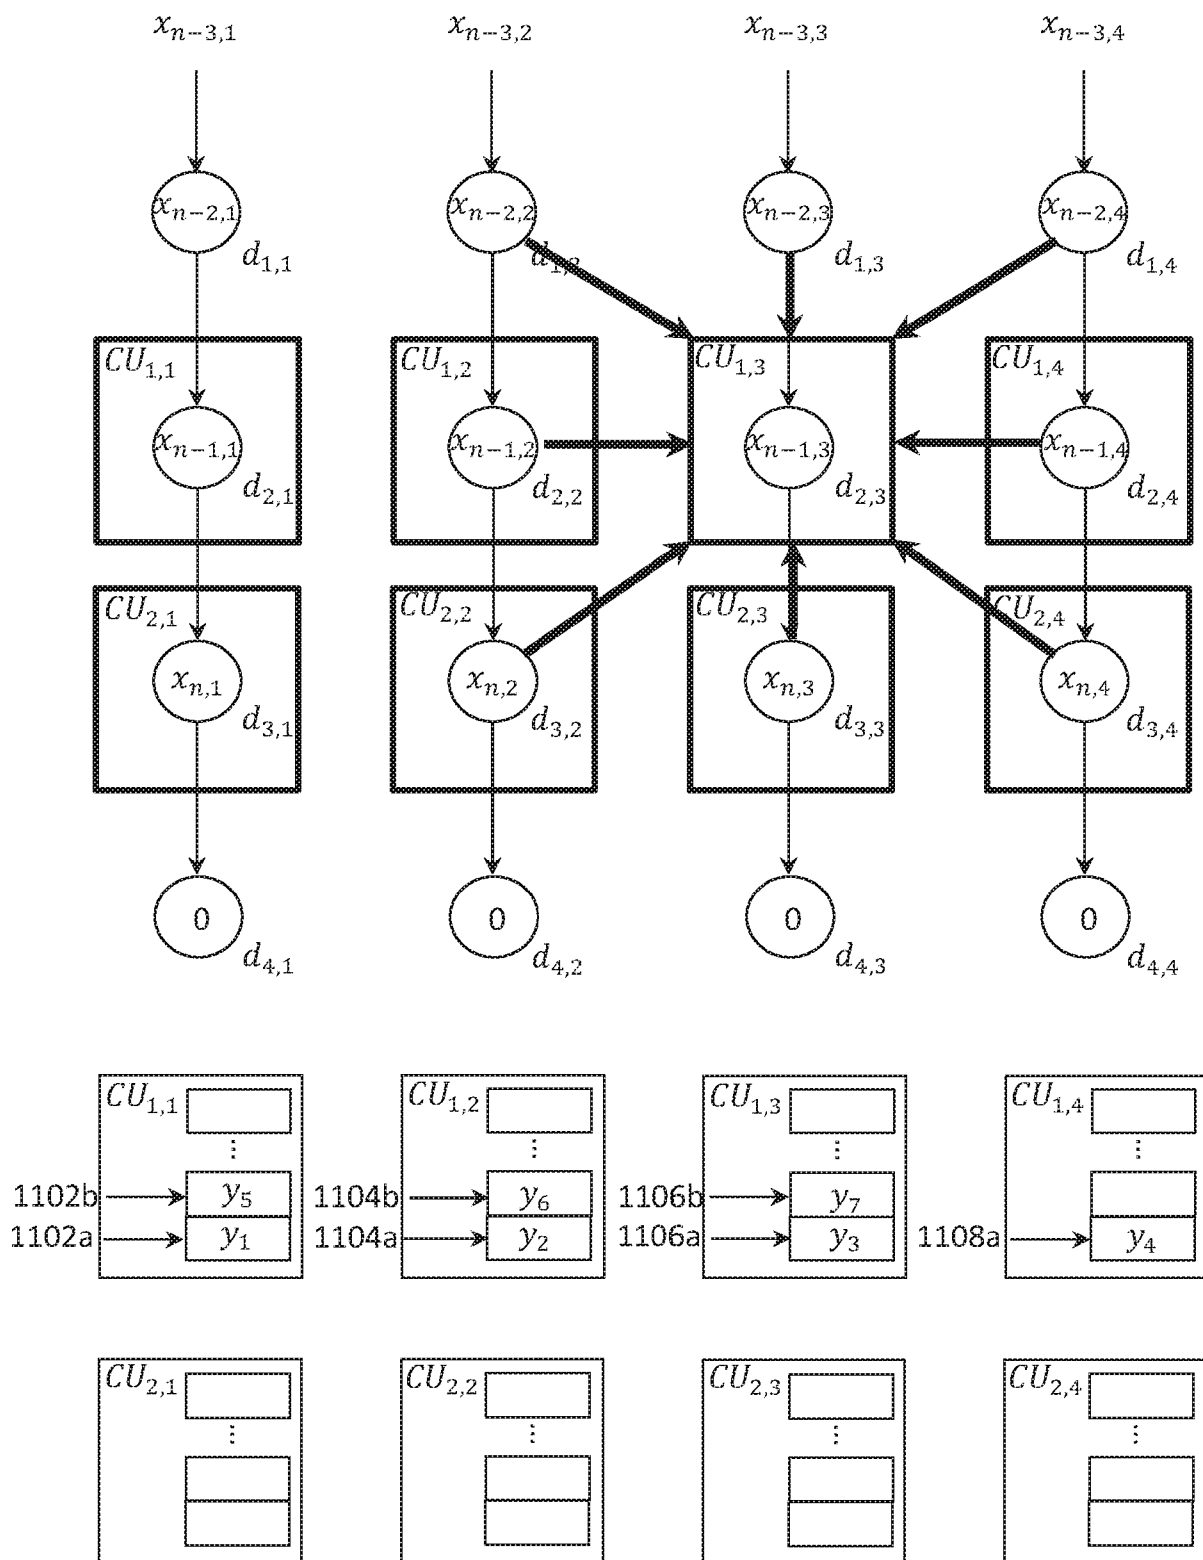 x_{n-3,1} x_{n-3,2} x_{n-3,3} x_{n-3,4}
x_{n-2,1} x_{n-2,2} x_{n-2,3} x_{n-2,4}
d_{1,1} d_{1,2} d_{1,3} d_{1,4}
CU_{1,1} CU_{1,2} CU_{1,3} CU_{1,4}
x_{n-1,1} x_{n-1,2} x_{n-1,3} x_{n-1,4}
d_{2,1} d_{2,2} d_{2,3} d_{2,4}
CU_{2,1} CU_{2,2} CU_{2,3} CU_{2,4}
x_{n,1} x_{n,2} x_{n,3} x_{n,4}
d_{3,1} d_{3,2} d_{3,3} d_{3,4}
0 0 0 0
d_{4,1} d_{4,2} d_{4,3} d_{4,4}
CU_{1,1} CU_{1,2} CU_{1,3} CU_{1,4}
⋮ ⋮ ⋮ ⋮
1102b y_5 1104b y_6 1106b y_7
1102a y_1 1104a y_2 1106a y_3 1108a y_4
CU_{2,1} CU_{2,2} CU_{2,3} CU_{2,4}
⋮ ⋮ ⋮ ⋮